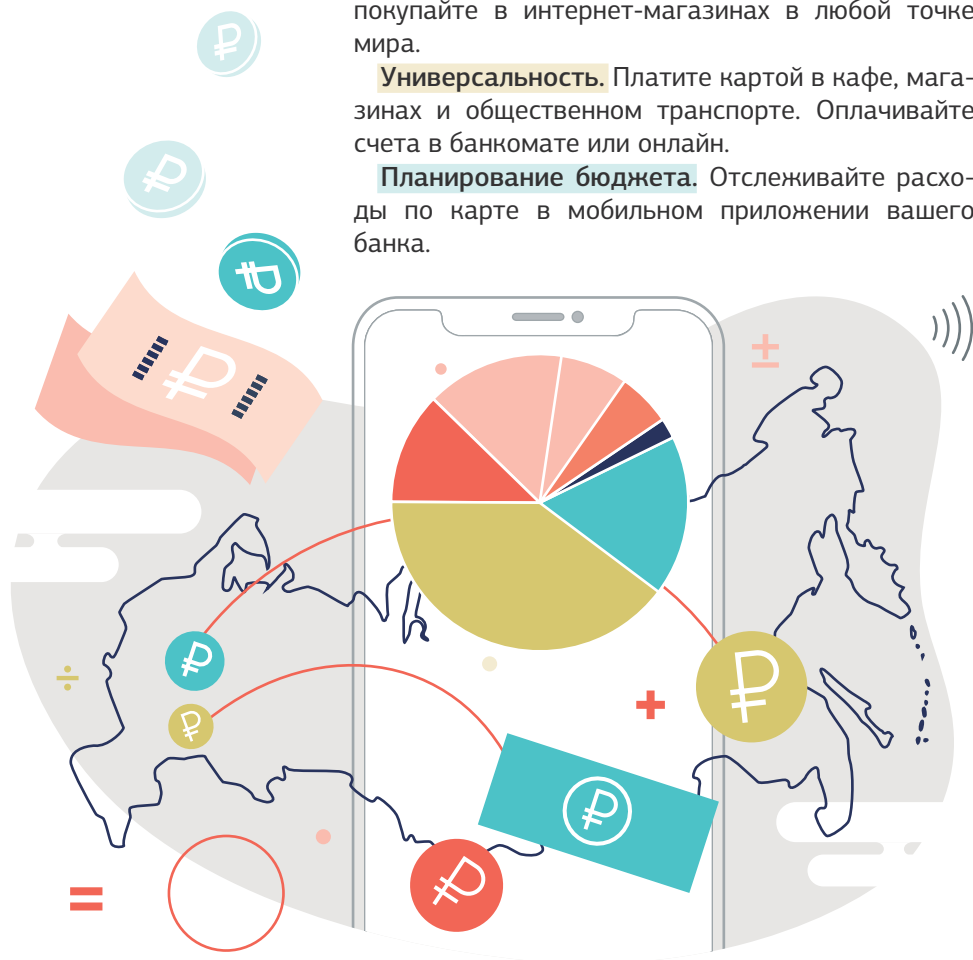 покупайте в интернет-магазинах в любой точке
мира.
Универсальность. Платите картой в кафе, мага-
зинах и общественном транспорте. Оплачивайте
счета в банкомате или онлайн.
Планирование бюджета. Отслеживайте расхо-
ды по карте в мобильном приложении вашего
банка.